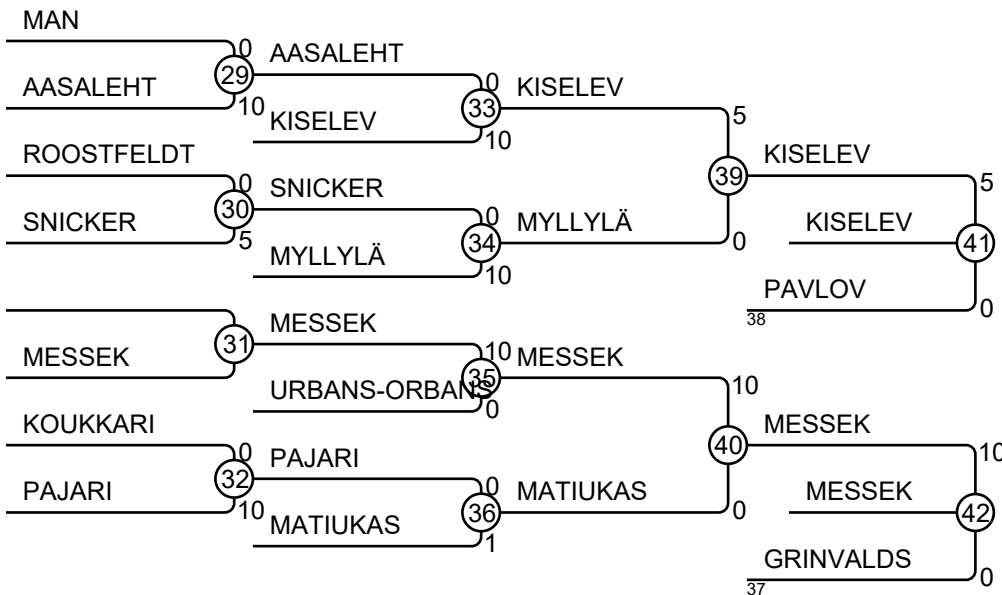 MAN
0
29 AASALEHT
AASALEHT
10
0
33 KISELEV
KISELEV
10
5
ROOSTFELDT
0
30 SNICKER
SNICKER
5
0
34 MYLLYLÄ
MYLLYLÄ
10
0
39 KISELEV
5
KISELEV 41
PAVLOV
38
0
31 MESSEK
MESSEK
10
35 MESSEK
URBANS-ORBANS
0
10
KOUKKARI
0
32 PAJARI
PAJARI
10
0
36 MATIUKAS
MATIUKAS
1
0
40 MESSEK
10
MESSEK 42
GRINVALDS
37
0